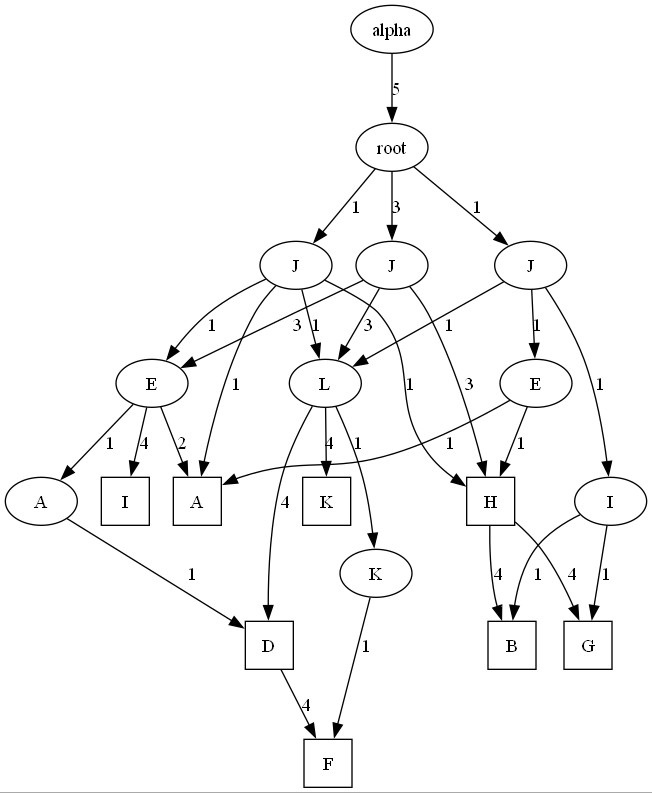 alpha
5
root
1 3 1
J J J
1 3 1 3 1 1
1 1 3 1
E L E
1 4 2 4 1 1 1
A I A K H I
4
1 K 4 1 4 1
D B G
1
4
F